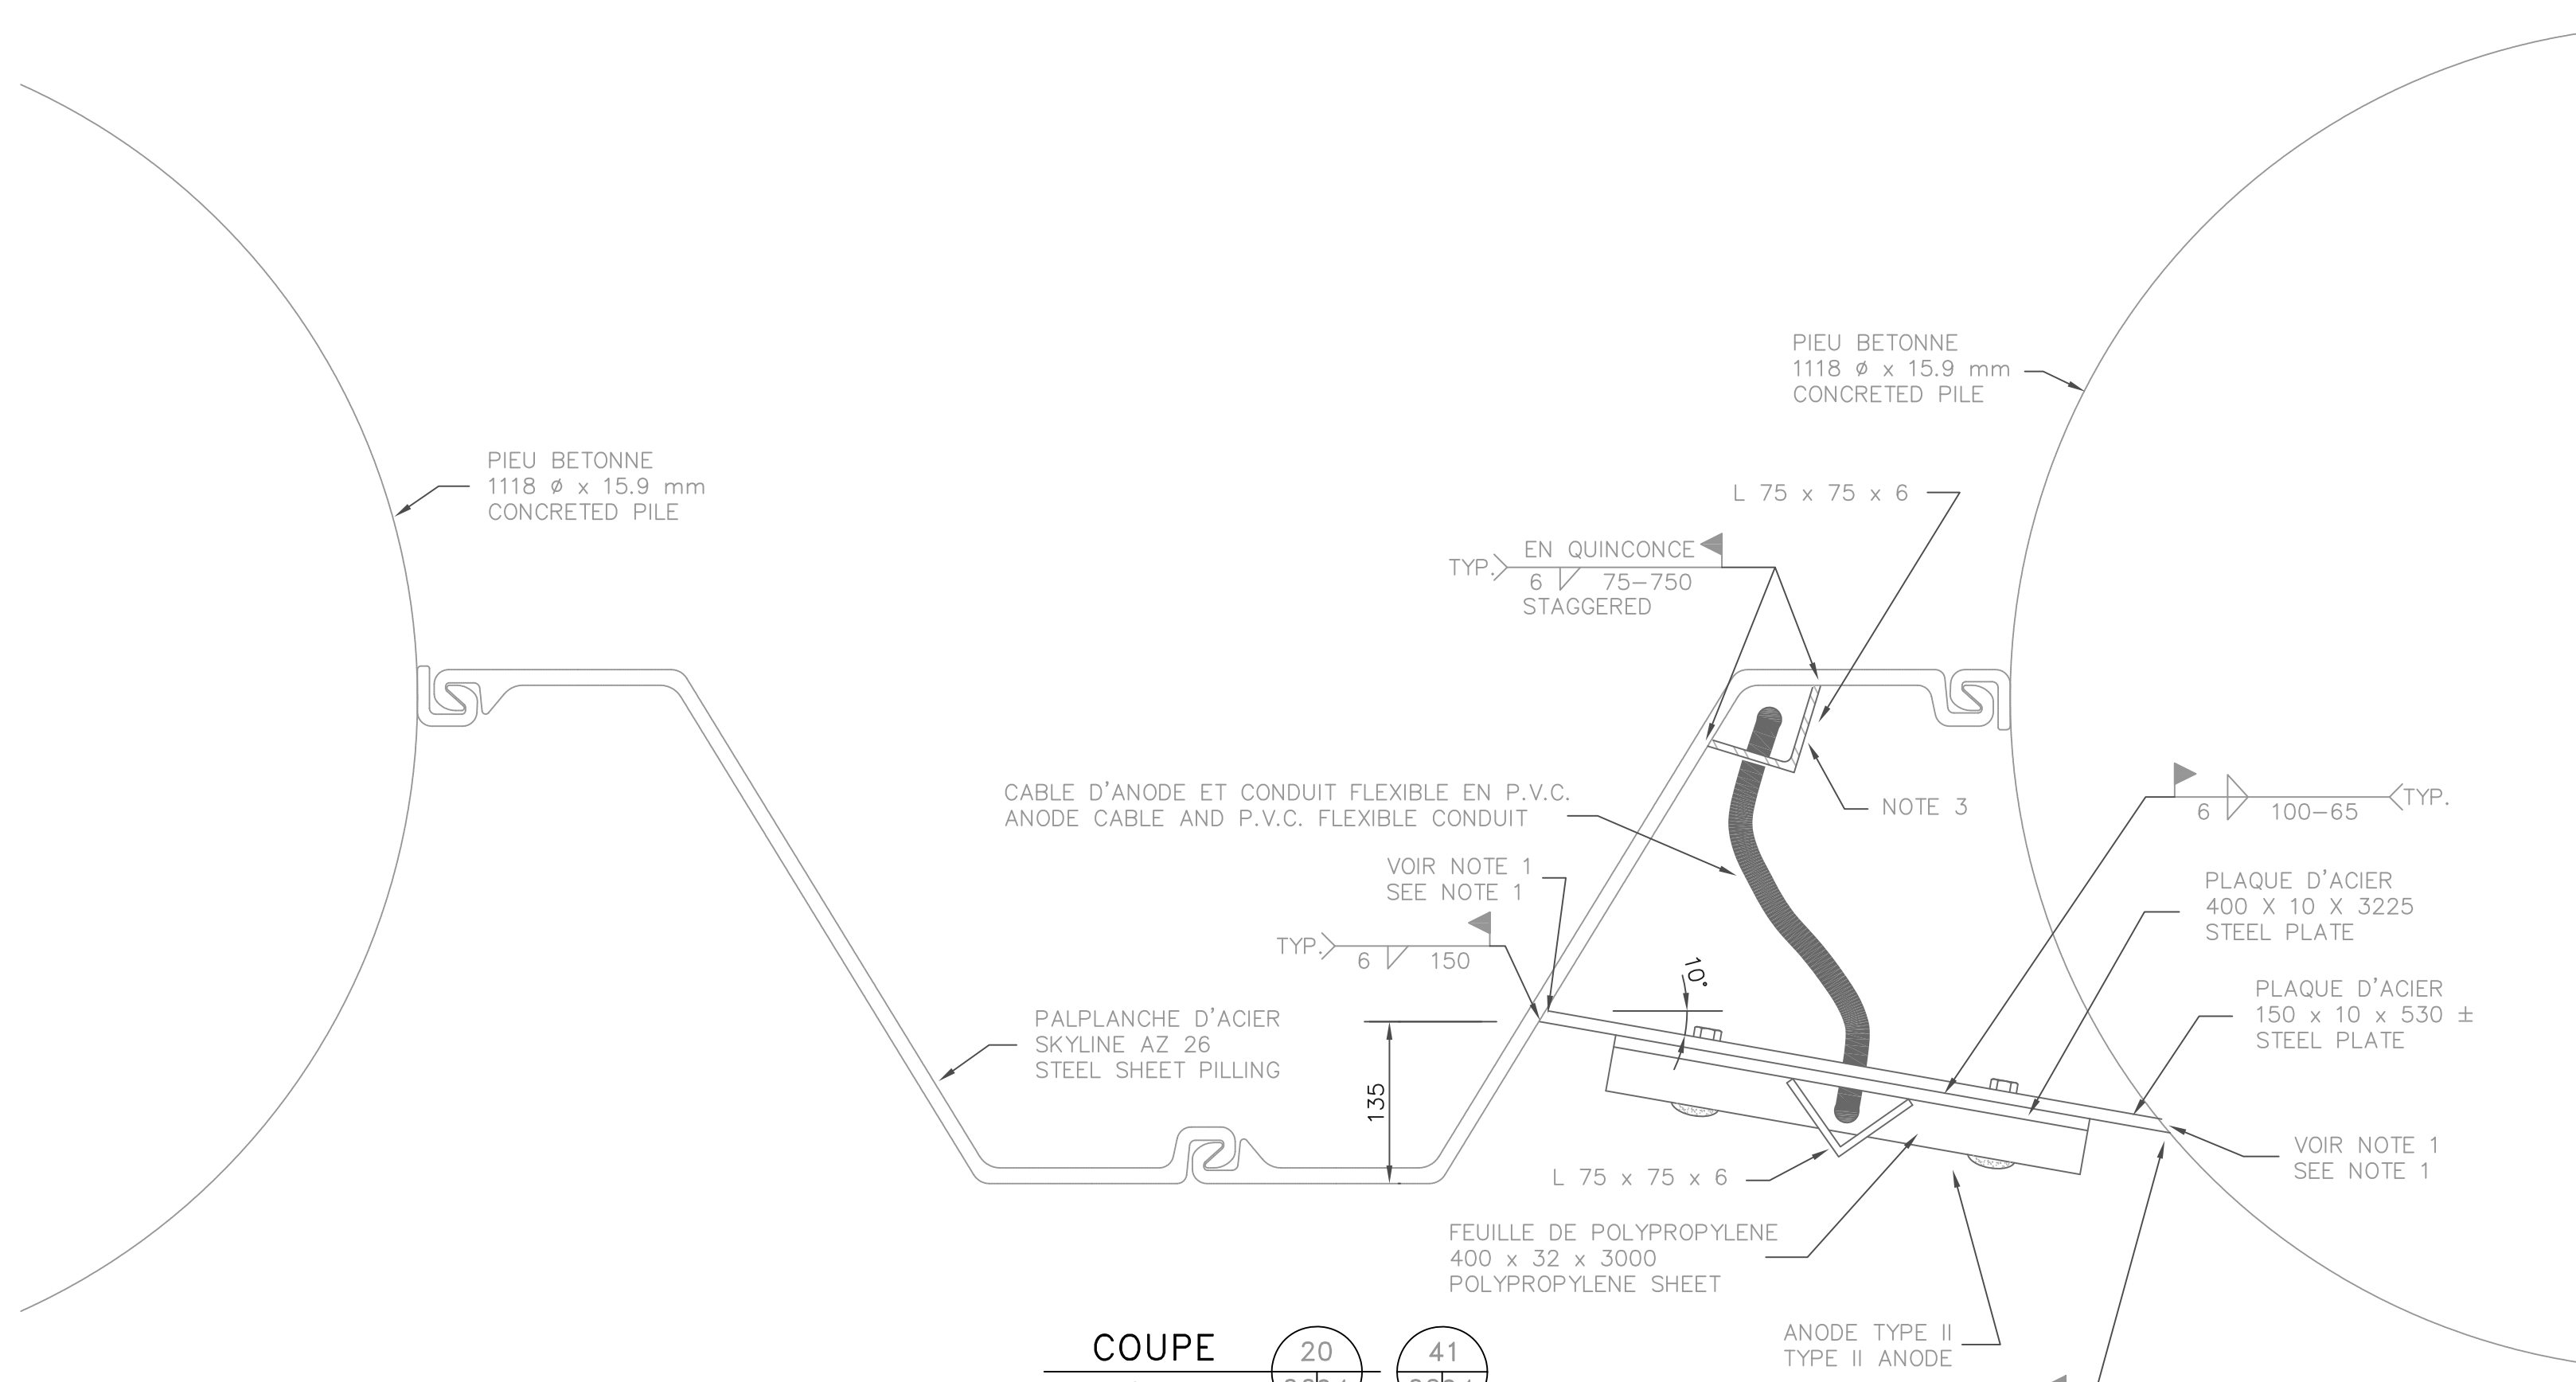 PIEU BETONNE
1118 ø x 15.9 mm
CONCRETED PILE
PIEU BETONNE
1118 ø x 15.9 mm
CONCRETED PILE
L 75 x 75 x 6
EN QUINCONCE
TYP.
6 75-750
STAGGERED
CABLE D'ANODE ET CONDUIT FLEXIBLE EN P.V.C.
ANODE CABLE AND P.V.C. FLEXIBLE CONDUIT
NOTE 3
6 100-65
TYP.
VOIR NOTE 1
SEE NOTE 1
PLAQUE D'ACIER
400 X 10 X 3225
STEEL PLATE
TYP.
6 150
10°
PLAQUE D'ACIER
150 x 10 x 530 ±
STEEL PLATE
PALPLANCHE D'ACIER
SKYLINE AZ 26
STEEL SHEET PILLING
135
VOIR NOTE 1
SEE NOTE 1
L 75 x 75 x 6
FEUILLE DE POLYPROPYLENE
400 x 32 x 3000
POLYPROPYLENE SHEET
ANODE TYPE II
TYPE II ANODE
COUPE
20
41